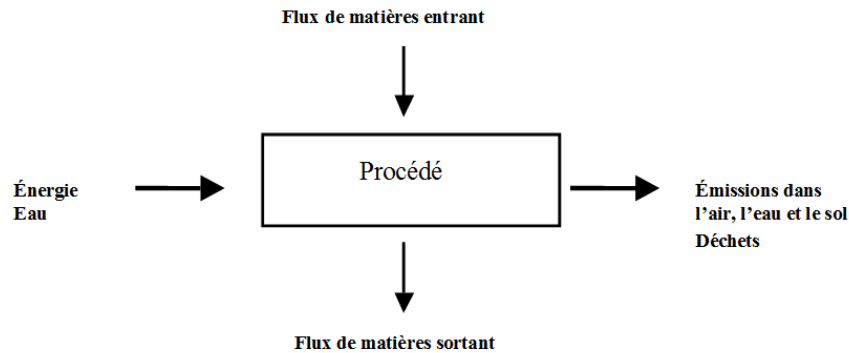 Flux de matières entrant
Procédé
Énergie
Eau
Émissions dans
l’air, l’eau et le sol
Déchets
Flux de matières sortant